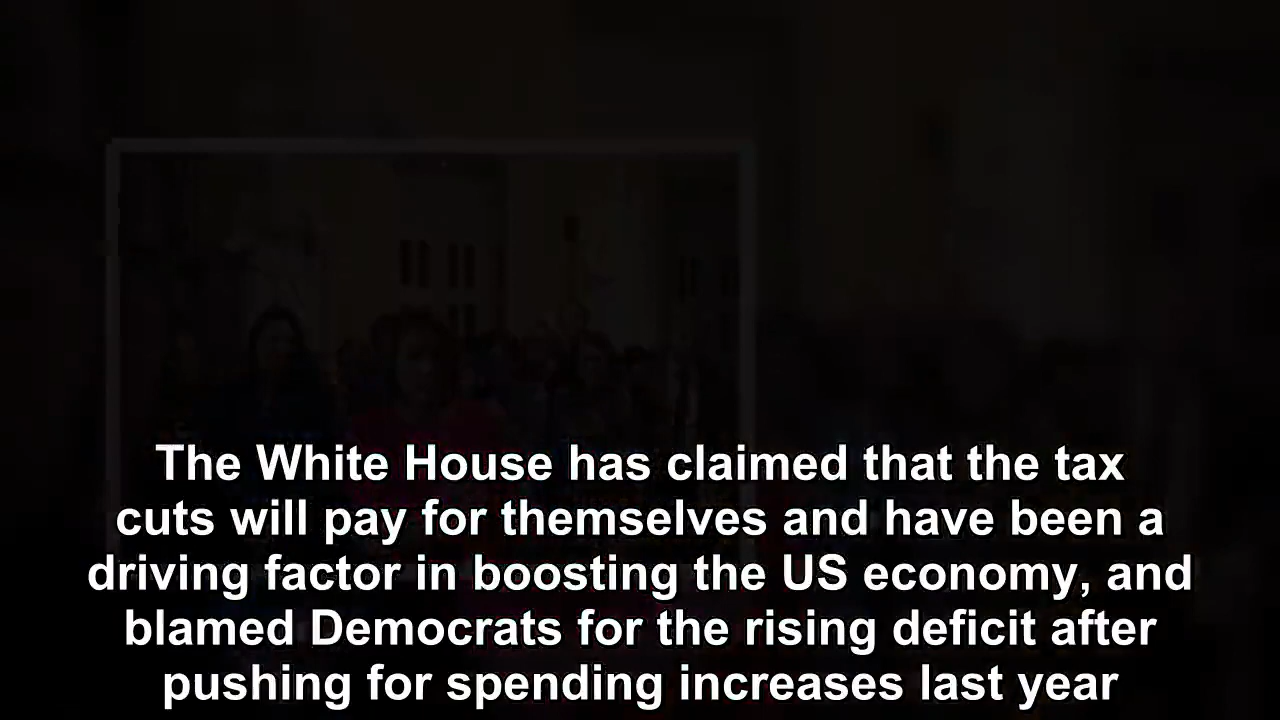 The White House has claimed that the tax
cuts will pay for themselves and have been a
driving factor in boosting the US economy, and
blamed Democrats for the rising deficit after
pushing for spending increases last year